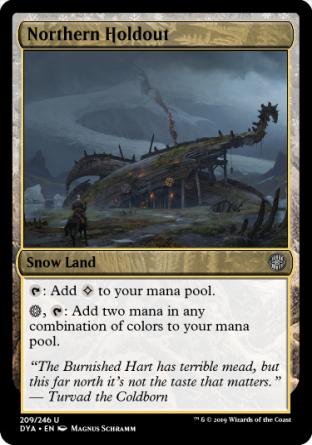 Northern Holdout
Snow Land
: Add to your mana pool.
, : Add two mana in any
combination of colors to your mana
pool.
“The Burnished Hart has terrible mead, but
this far north it’s not the taste that matters.”
— Turvad the Coldborn
209/246 U
DYA • EN Magnus Schramm
™ & © 2019 Wizards of the Coast